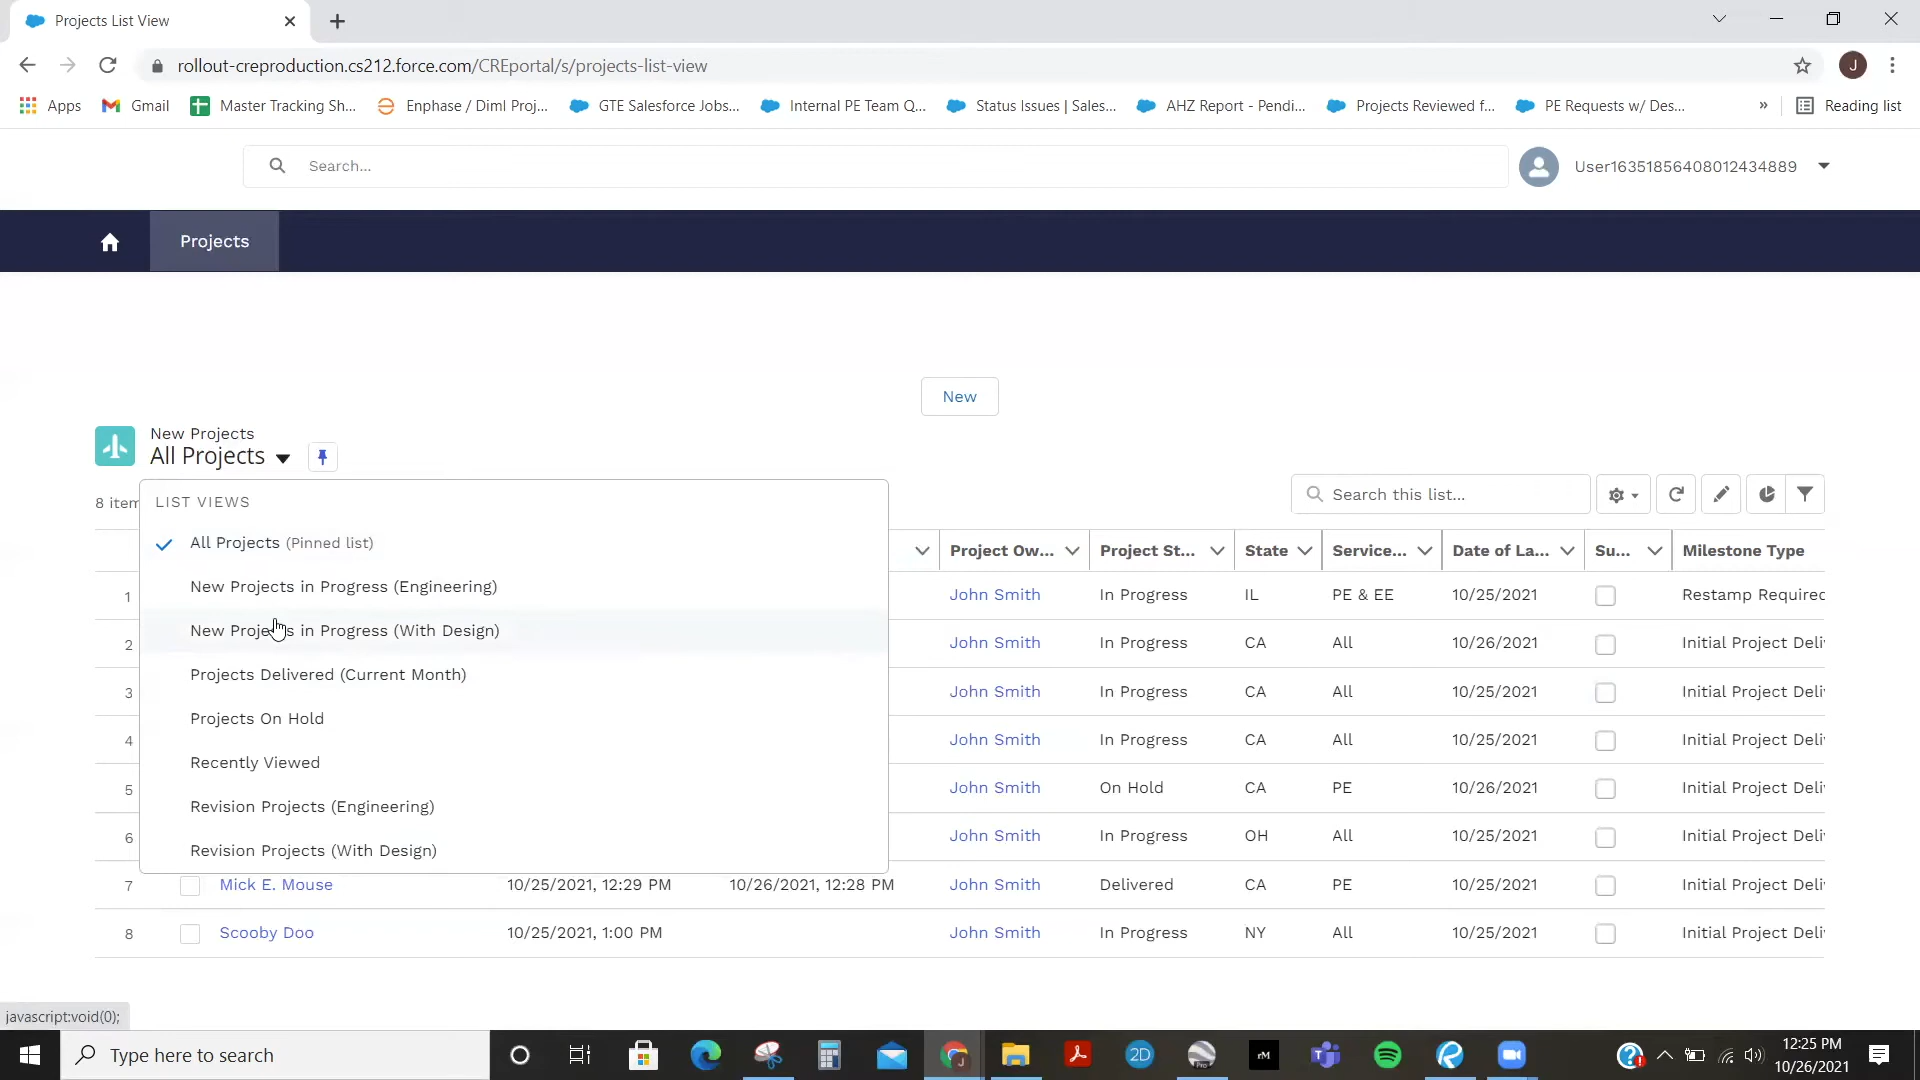 Projects List View
rollout-creproduction.cs212.force.com/CREportal/s/projects-list-view
J
Apps Gmail Master Tracking Sh... Enphase / Diml Proj... GTE Salesforce Jobs... Internal PE Team Q... Status Issues | Sales... AHZ Report - Pendi... Projects Reviewed f... PE Requests w/ Des... » Reading list
Search... User16351856408012434889
Projects
New
New Projects
All Projects
8 item
Search this list...
LIST VIEWS
All Projects (Pinned list)
New Projects in Progress (Engineering)
New Projects in Progress (With Design)
Projects Delivered (Current Month)
Projects On Hold
Recently Viewed
Revision Projects (Engineering)
Revision Projects (With Design)
Project Ow... Project St... State Service... Date of La... Su... Milestone Type
1 John Smith In Progress IL PE & EE 10/25/2021 Restamp Required
2 John Smith In Progress CA All 10/26/2021 Initial Project Deli
3 John Smith In Progress CA All 10/25/2021 Initial Project Deli
4 John Smith In Progress CA All 10/25/2021 Initial Project Deli
5 John Smith On Hold CA PE 10/26/2021 Initial Project Deli
6 John Smith In Progress OH All 10/25/2021 Initial Project Deli
7 Mick E. Mouse 10/25/2021, 12:29 PM 10/26/2021, 12:28 PM John Smith Delivered CA PE 10/25/2021 Initial Project Deli
8 Scooby Doo 10/25/2021, 1:00 PM John Smith In Progress NY All 10/25/2021 Initial Project Deli
javascript:void(0);
Type here to search
2D
Pro
rM
12:25 PM
10/26/2021